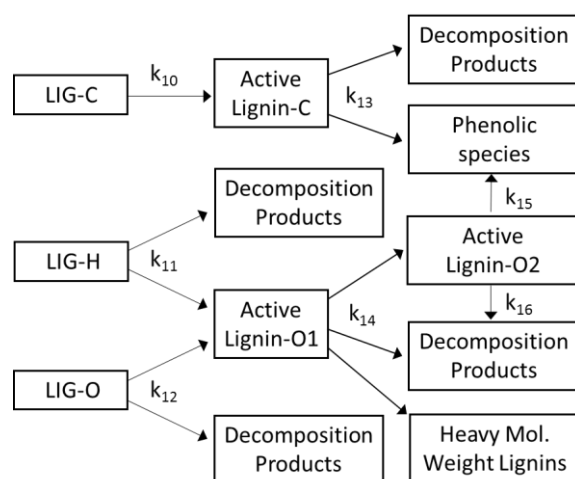 Decomposition
Products
k10
LIG-C
Active
Lignin-C
k13
Phenolic
species
Decomposition
Products
k15
LIG-H
k11
Active
Lignin-O2
Active
Lignin-O1
k14
k16
LIG-O
k12
Decomposition
Products
Decomposition
Products
Heavy Mol.
Weight Lignins